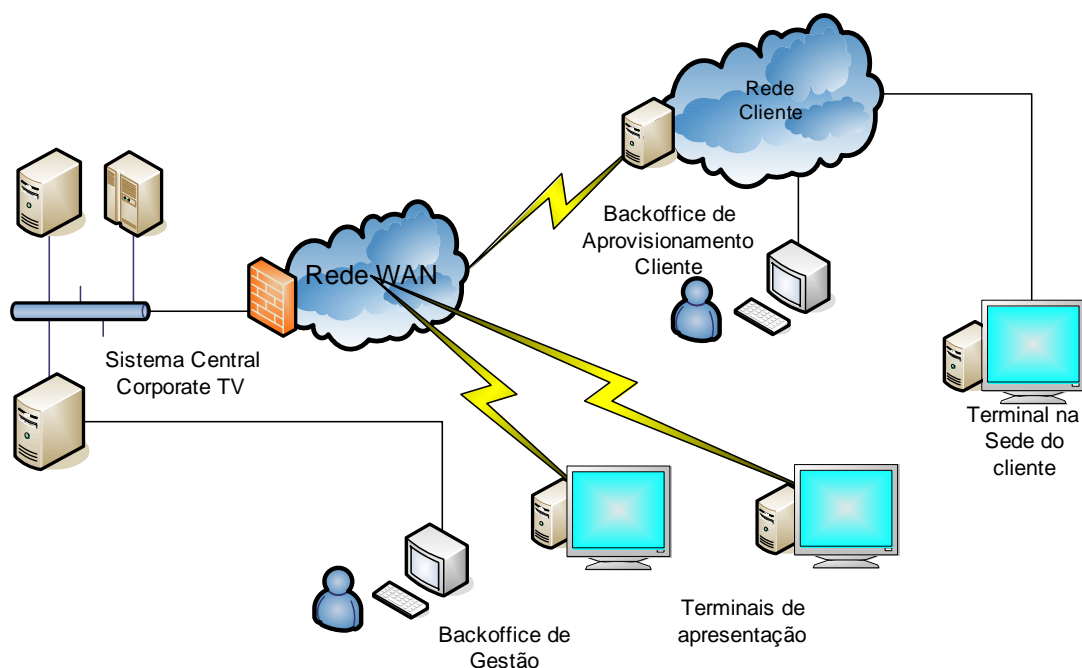 Rede
Cliente
Backoffice de
Aprovisionamento
Cliente
Rede WAN
Sistema Central
Corporate TV
Terminal na
Sede do
cliente
Terminais de
apresentação
Backoffice de
Gestão